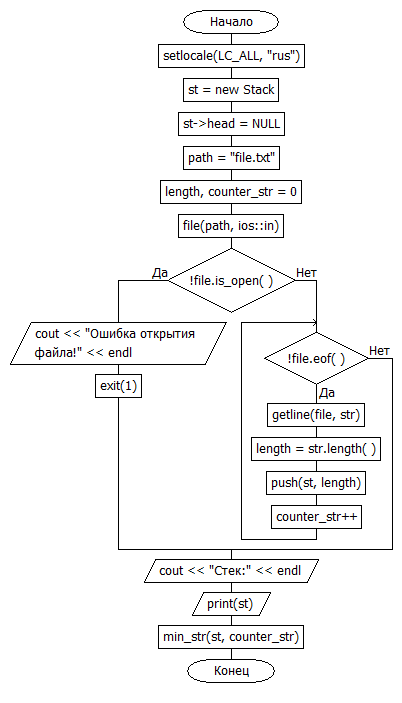 Начало
setlocale(LC_ALL, "rus")
st = new Stack
st->head = NULL
path = "file.txt"
length, counter_str = 0
file(path, ios::in)
Да
!file.is_open( )
Нет
cout << "Ошибка открытия
файла!" << endl
exit(1)
!file.eof( )
Нет
Да
getline(file, str)
length = str.length( )
push(st, length)
counter_str++
cout << "Стек:" << endl
print(st)
min_str(st, counter_str)
Конец